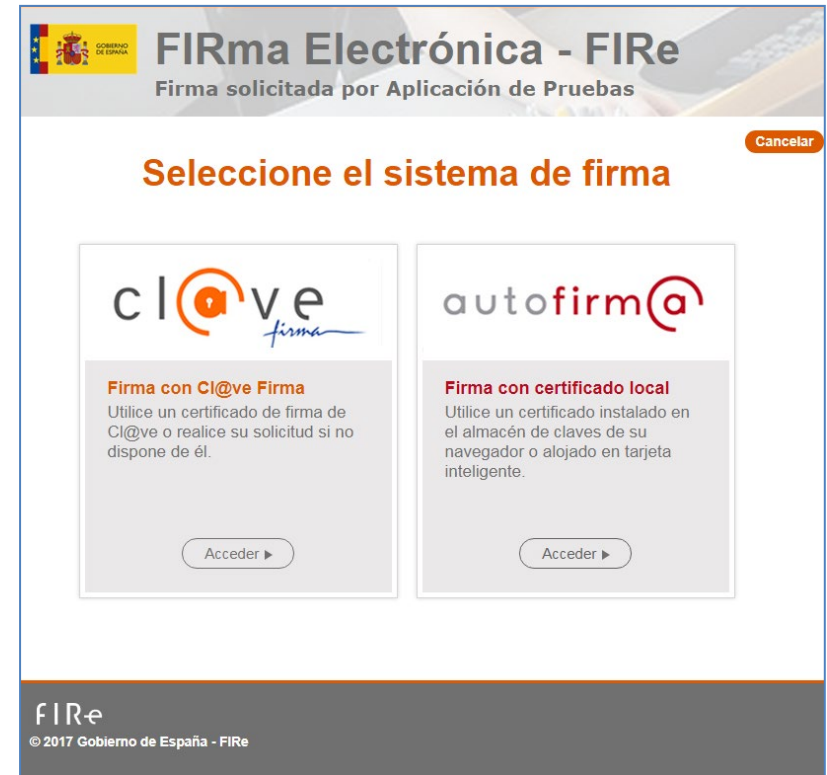 GOBIERNO
DE ESPAÑA
FIRma Electrónica - FIRe
Firma solicitada por Aplicación de Pruebas
Cancelar
Seleccione el sistema de firma
cl@ve
firma
autofirm@
Firma con Cl@ve Firma
Utilice un certificado de firma de
Cl@ve o realice su solicitud si no
dispone de él.
Acceder
Firma con certificado local
Utilice un certificado instalado en
el almacén de claves de su
navegador o alojado en tarjeta
inteligente.
Acceder
FIRe
© 2017 Gobierno de España - FIRe